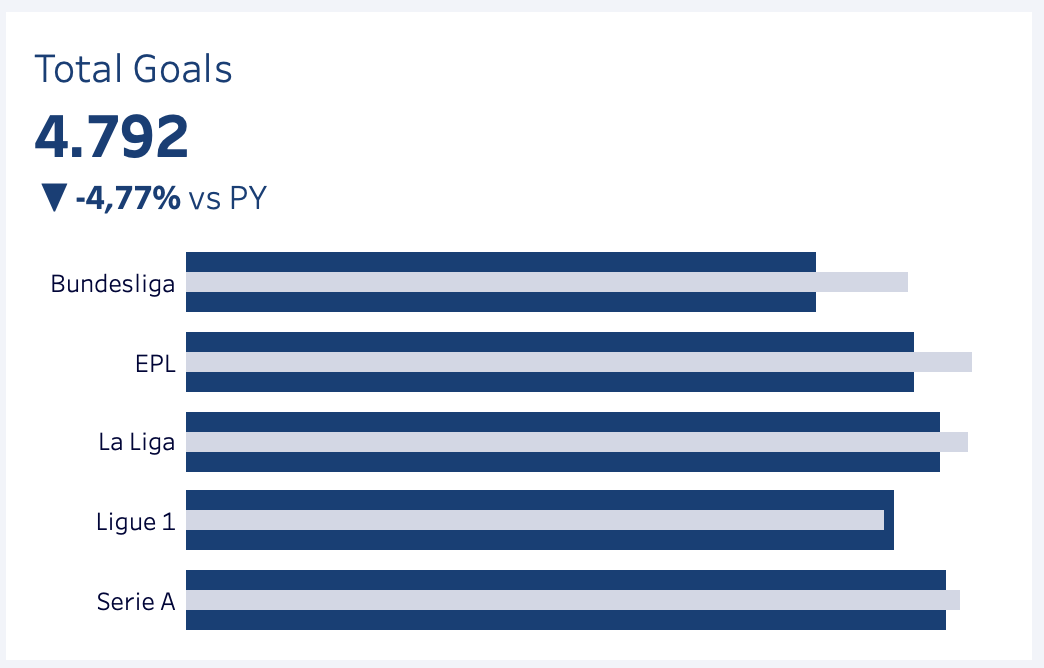 Total Goals
4.792
▼ -4,77% vs PY
Bundesliga
EPL
La Liga
Ligue 1
Serie A